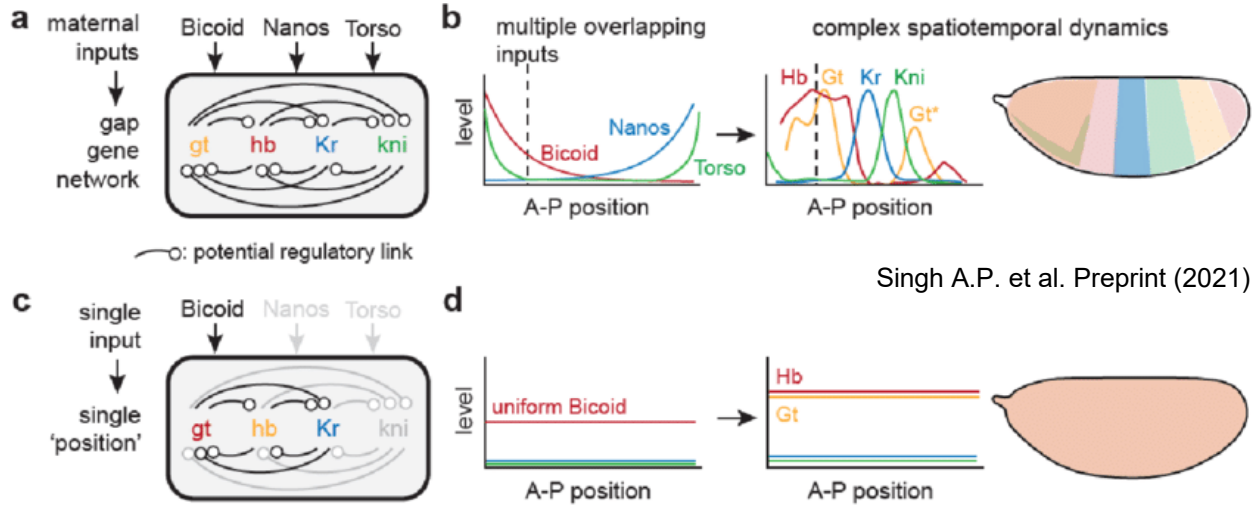 a
maternal
inputs
Bicoid Nanos Torso
gap
gene
network
gt hb Kr kni
: potential regulatory link
b
multiple overlapping
inputs
complex spatiotemporal dynamics
level
Bicoid
Nanos
Torso
A-P position
Hb Gt Kr Kni
Gt*
A-P position
Singh A.P. et al. Preprint (2021)
c
single
input
Bicoid Nanos Torso
single
'position'
gt hb Kr kni
d
level
uniform Bicoid
A-P position
Hb
Gt
A-P position